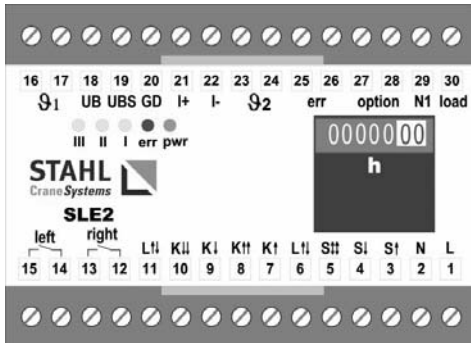 16 17 18 19 20 21 22 23 24 25 26 27 28 29 30
ϑ1 UB UBS GD I+ I- ϑ2 err option N1 load
III II I err pwr
0000000
h
STAHL
CraneSystems
SLE2
left right
L↑↓ K⇊ K↓ K⇈ K↑ L↑↓ S⇈ S↓ S↑ N L
15 14 13 12 11 10 9 8 7 6 5 4 3 2 1